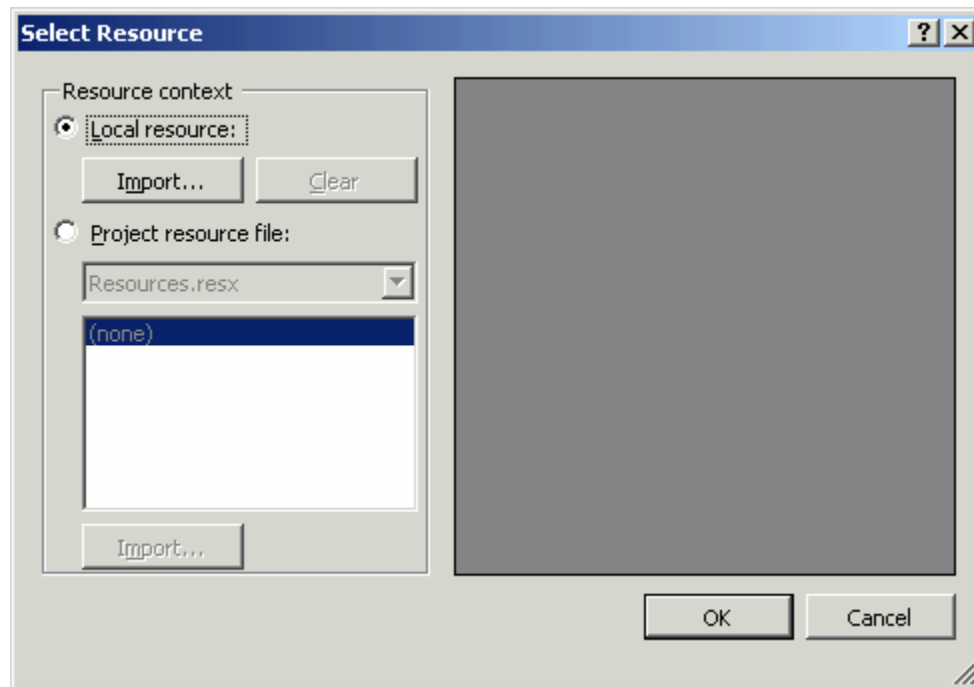 Select Resource
Resource context
Local resource:
Import... Clear
Project resource file:
Resources.resx
(none)
Import...
OK Cancel